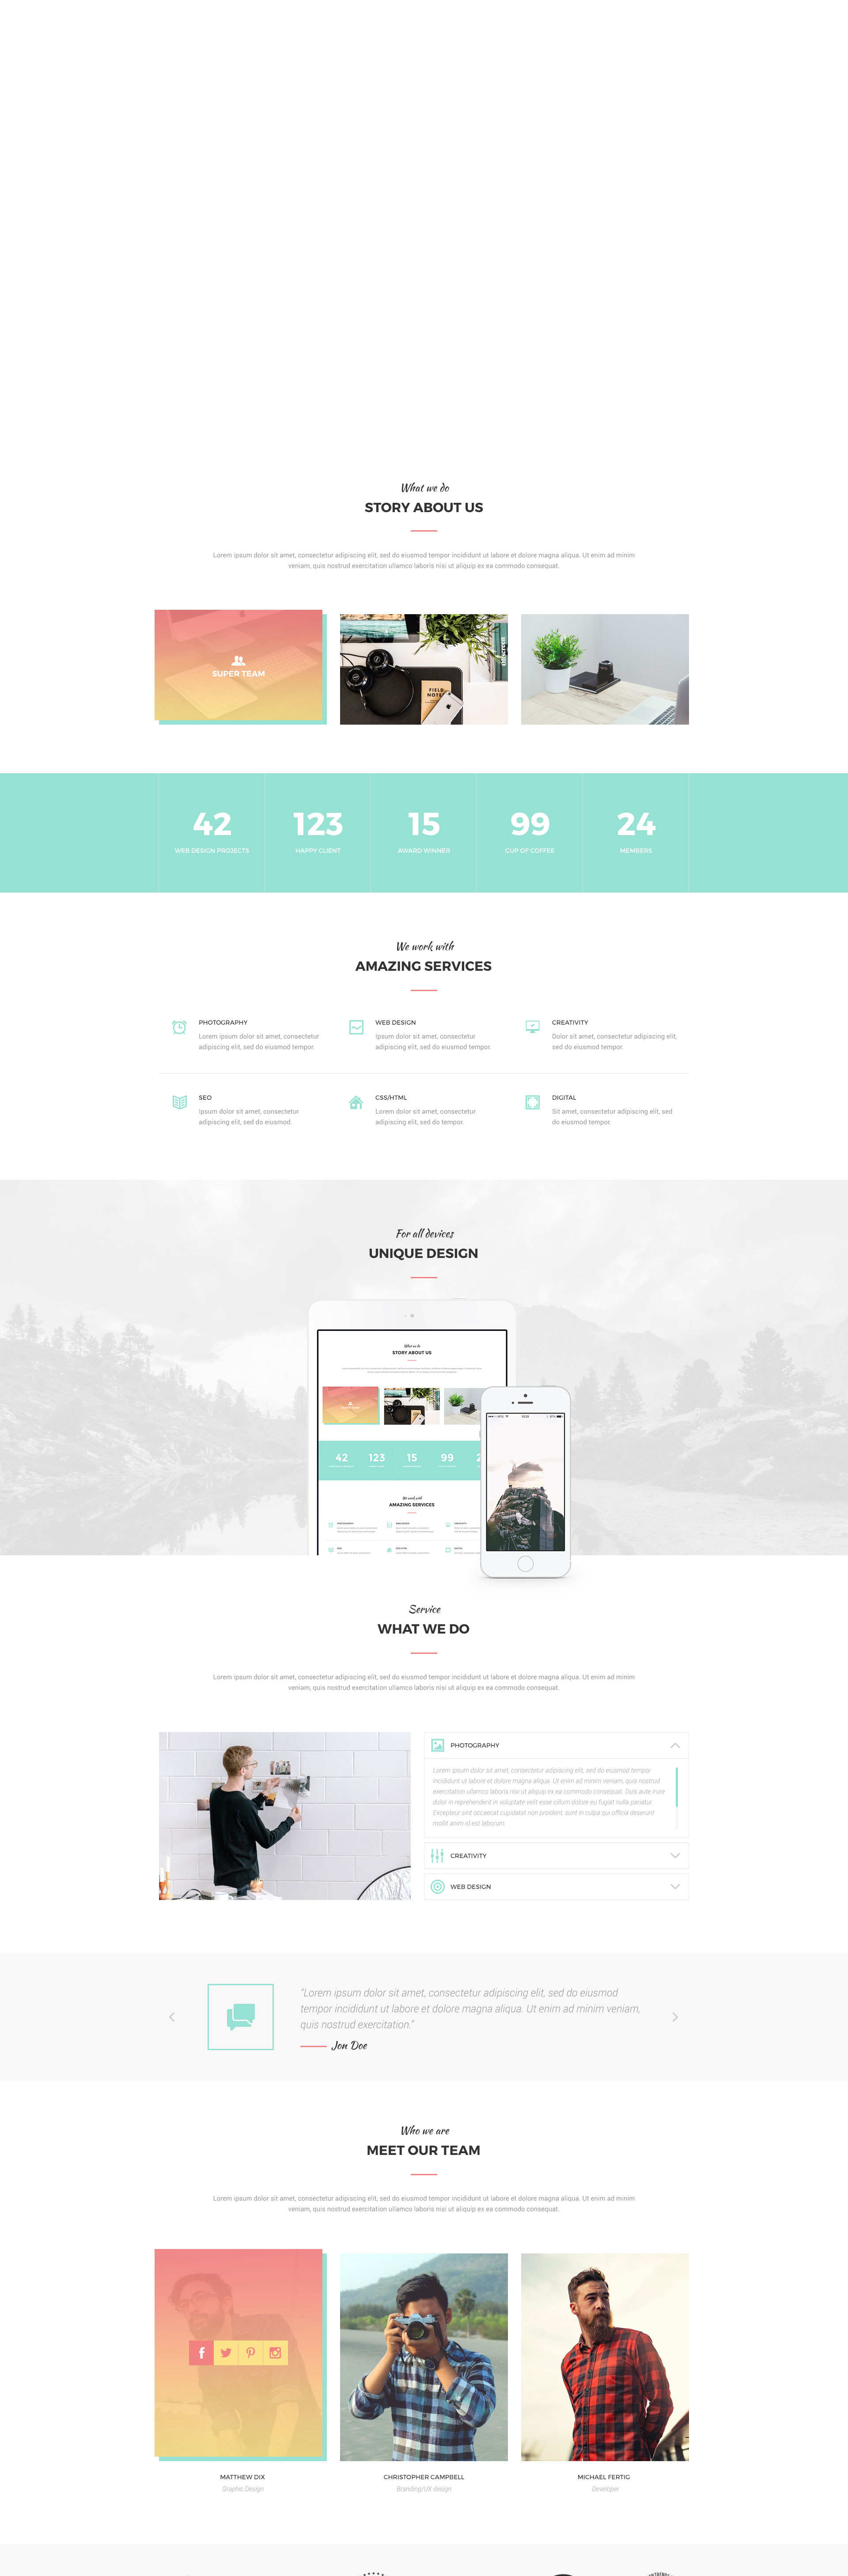 What we do
STORY ABOUT US
Lorem ipsum dolor sit amet, consectetur adipiscing elit, sed do eiusmod tempor incididunt ut labore et dolore magna aliqua. Ut enim ad minim
veniam, quis nostrud exercitation ullamco laboris nisi ut aliquip ex ea commodo consequat.
SUPER TEAM
FIELD NOTES
42
123
15
99
24
WEB DESIGN PROJECTS
HAPPY CLIENT
AWARD WINNER
CUP OF COFFEE
MEMBERS
We work with
AMAZING SERVICES
PHOTOGRAPHY
Lorem ipsum dolor sit amet, consectetur
adipiscing elit, sed do eiusmod tempor.
WEB DESIGN
Ipsum dolor sit amet, consectetur
adipiscing elit, sed do eiusmod tempor.
CREATIVITY
Dolor sit amet, consectetur adipiscing elit,
sed do eiusmod tempor.
SEO
Ipsum dolor sit amet, consectetur
adipiscing elit, sed do eiusmod.
CSS/HTML
Lorem dolor sit amet, consectetur
adipiscing elit, sed do tempor.
DIGITAL
Sit amet, consectetur adipiscing elit, sed
do eiusmod tempor.
For all devices
UNIQUE DESIGN
What we do
STORY ABOUT US
42
123
15
99
We work with
AMAZING SERVICES
Service
WHAT WE DO
Lorem ipsum dolor sit amet, consectetur adipiscing elit, sed do eiusmod tempor incididunt ut labore et dolore magna aliqua. Ut enim ad minim
veniam, quis nostrud exercitation ullamco laboris nisi ut aliquip ex ea commodo consequat.
PHOTOGRAPHY
Lorem ipsum dolor sit amet, consectetur adipiscing elit, sed do eiusmod tempor
incididunt ut labore et dolore magna aliqua. Ut enim ad minim veniam, quis nostrud
exercitation ullamco laboris nisi ut aliquip ex ea commodo consequat. Duis aute irure
dolor in reprehenderit in voluptate velit esse cillum dolore eu fugiat nulla pariatur.
Excepteur sint occaecat cupidatat non proident, sunt in culpa qui officia deserunt
mollit anim id est laborum.
CREATIVITY
WEB DESIGN
“Lorem ipsum dolor sit amet, consectetur adipiscing elit, sed do eiusmod
tempor incididunt ut labore et dolore magna aliqua. Ut enim ad minim veniam,
quis nostrud exercitation.”
Jon Doe
Who we are
MEET OUR TEAM
Lorem ipsum dolor sit amet, consectetur adipiscing elit, sed do eiusmod tempor incididunt ut labore et dolore magna aliqua. Ut enim ad minim
veniam, quis nostrud exercitation ullamco laboris nisi ut aliquip ex ea commodo consequat.
MATTHEW DIX
Graphic Design
CHRISTOPHER CAMPBELL
Branding/UX design
MICHAEL FERTIG
Developer